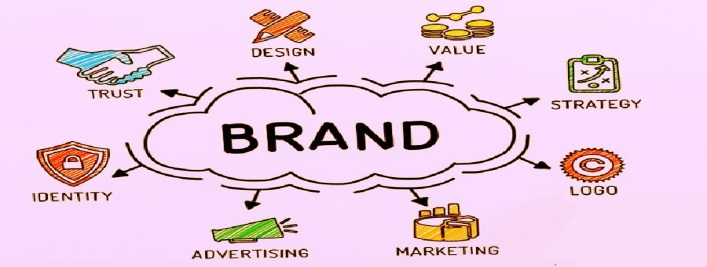 DESIGN
VALUE
TRUST
STRATEGY
BRAND
IDENTITY
C
LOGO
ADVERTISING
MARKETING